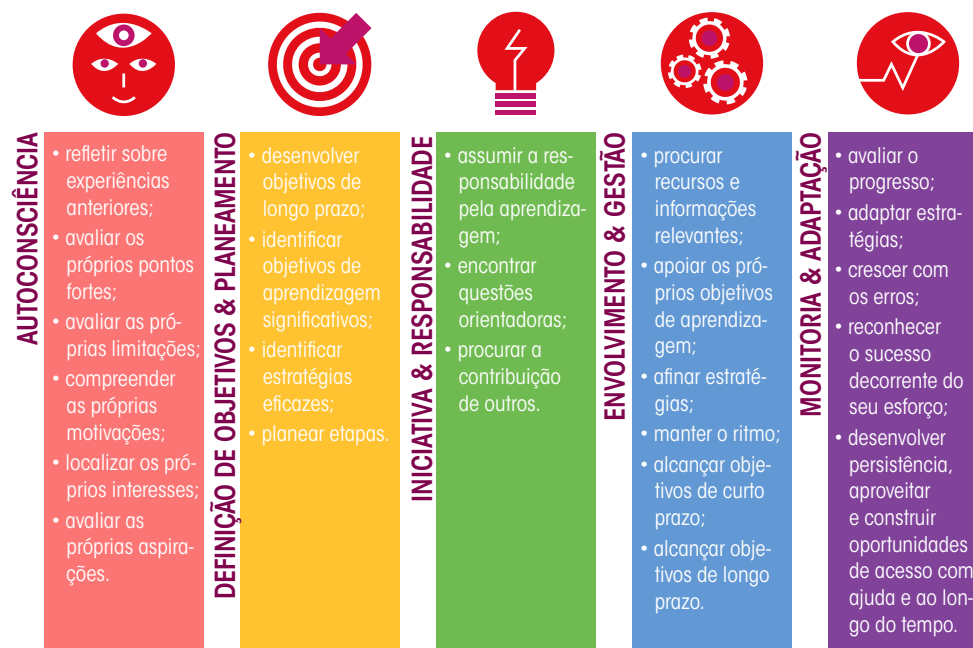 AUTOCONSCIÊNCIA
• refletir sobre
experiências
anteriores;
• avaliar os
próprios pontos
fortes;
• avaliar as pró-
prias limitações;
• compreender
as próprias
motivações;
• localizar os pró-
prios interesses;
• avaliar as
próprias aspira-
ções.
DEFINIÇÃO DE OBJETIVOS & PLANEAMENTO
• desenvolver
objetivos de
longo prazo;
• identificar
objetivos de
aprendizagem
significativos;
• identificar
estratégias
eficazes;
• planear etapas.
INICIATIVA & RESPONSABILIDADE
• assumir a res-
ponsabilidade
pela aprendiza-
gem;
• encontrar
questões
orientadoras;
• procurar a
contribuição
de outros.
ENVOLVIMENTO & GESTÃO
• procurar
recursos e
informações
relevantes;
• apoiar os pró-
prios objetivos
de aprendiza-
gem;
• afinar estraté-
gias;
• manter o ritmo;
• alcançar obje-
tivos de curto
prazo;
• alcançar obje-
tivos de longo
prazo.
MONITORIA & ADAPTAÇÃO
• avaliar o
progresso;
• adaptar estra-
tégias;
• crescer com
os erros;
• reconhecer
o sucesso
decorrente do
seu esforço;
• desenvolver
persistência,
aproveitar
e construir
oportunidades
de acesso com
ajuda e ao lon-
go do tempo.